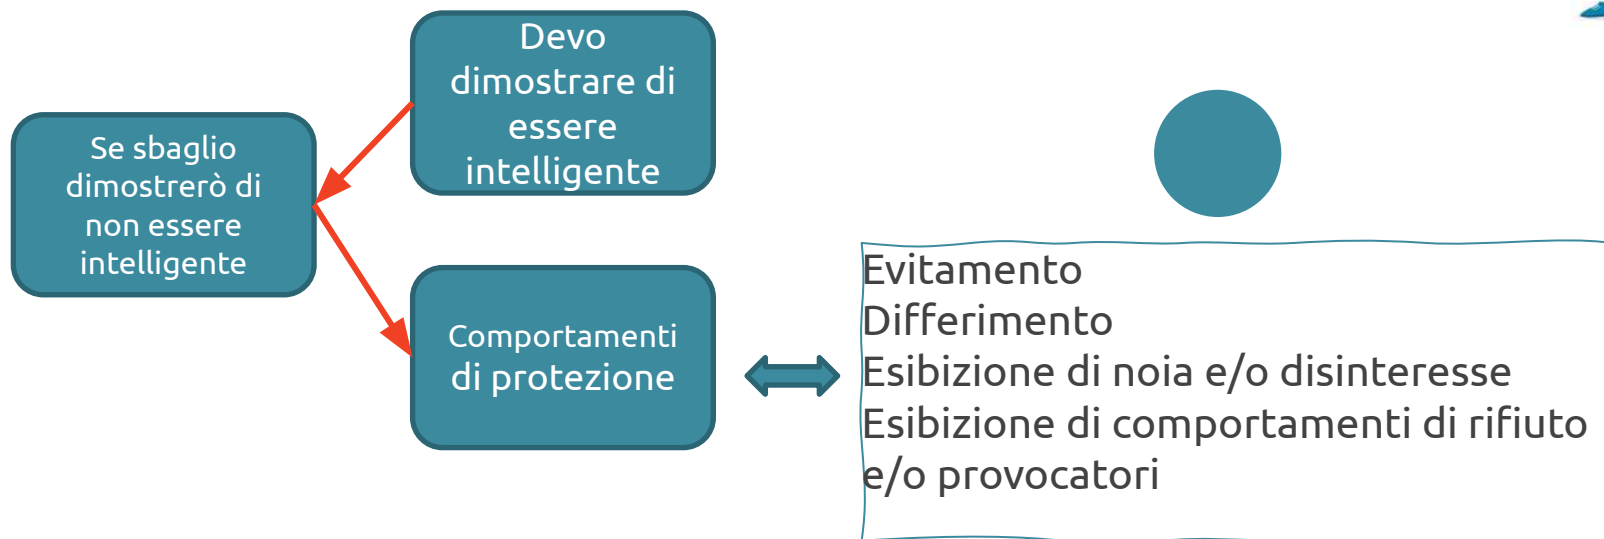 Devo
dimostrare di
essere
intelligente
Se sbaglio
dimostrerò di
non essere
intelligente
Comportamenti
di protezione
Evitamento
Differimento
Esibizione di noia e/o disinteresse
Esibizione di comportamenti di rifiuto
e/o provocatori